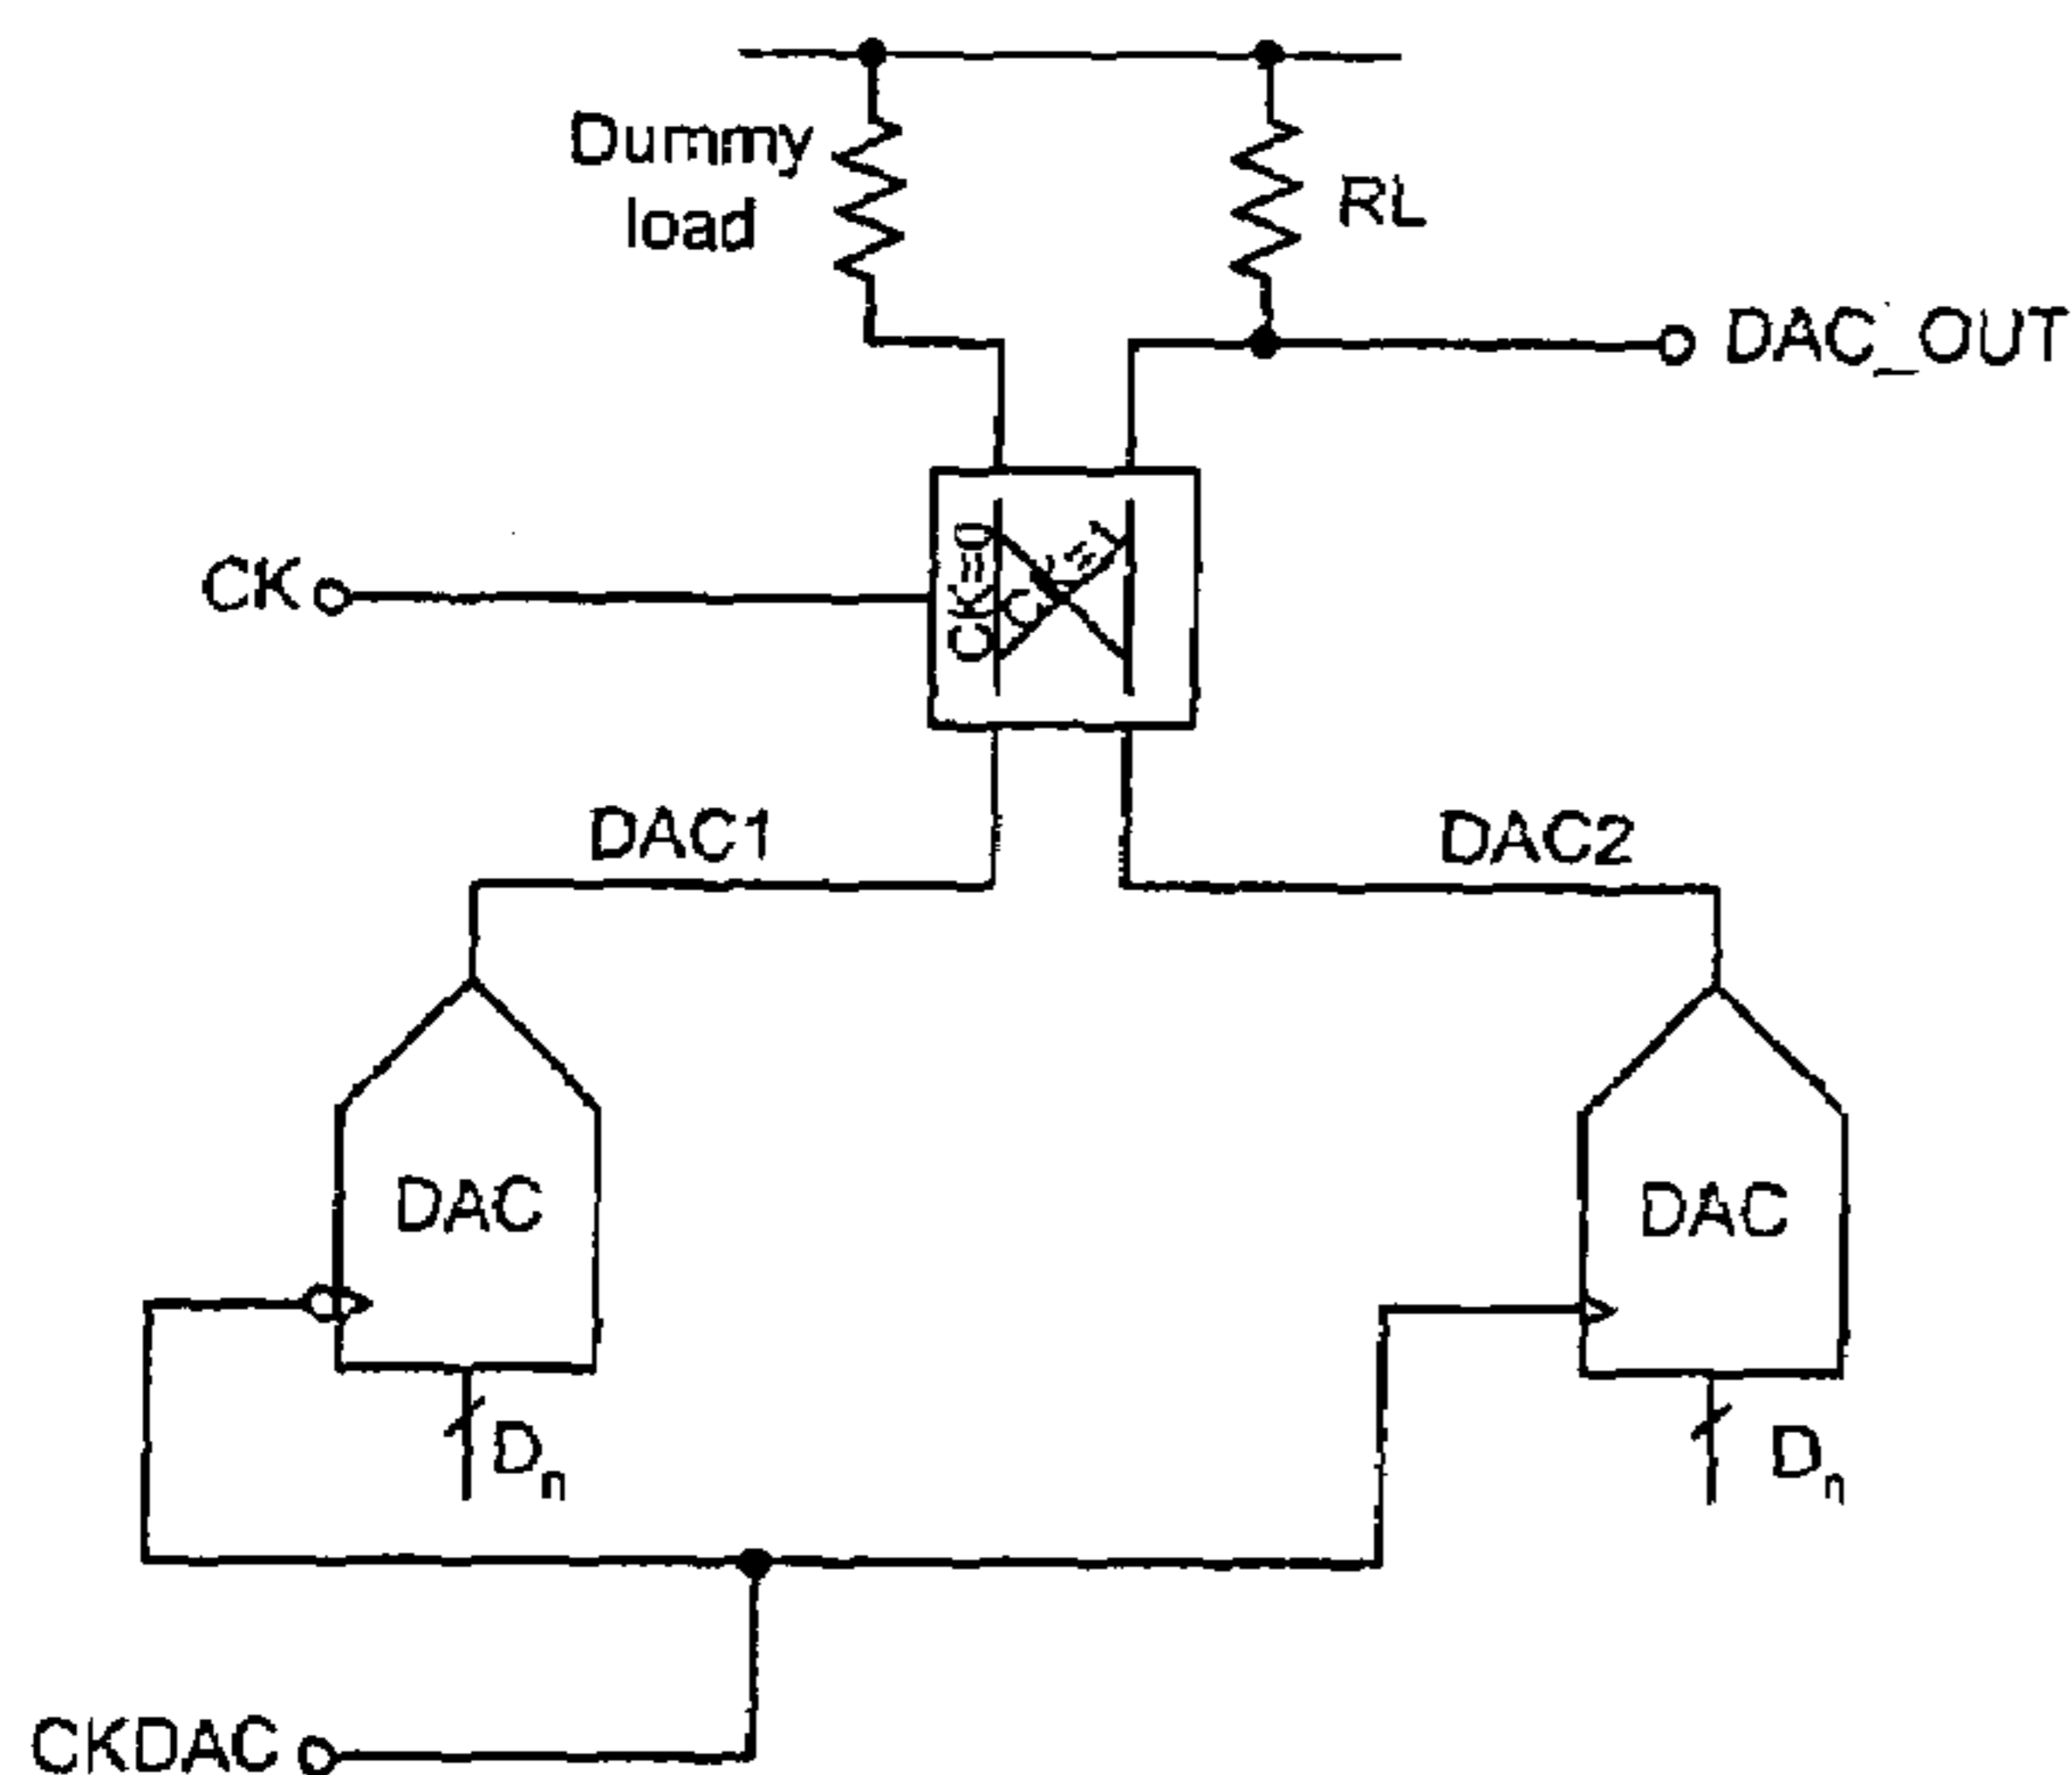 Dummy
load
RL
DAC_OUT
CK
CK=0
CK=1
DAC1
DAC2
DAC
DAC
Dn
Dn
CKDAC